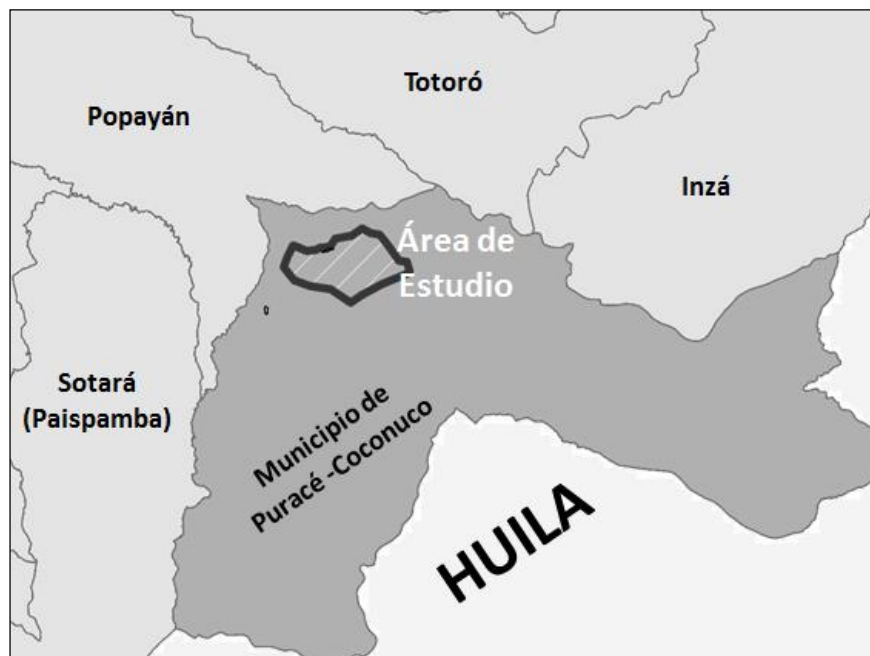 Totoró
Popayán
Inzá
Área de
Estudio
Sotará
(Paispamba)
Municipio de
Puracé -Coconuco
HUILA